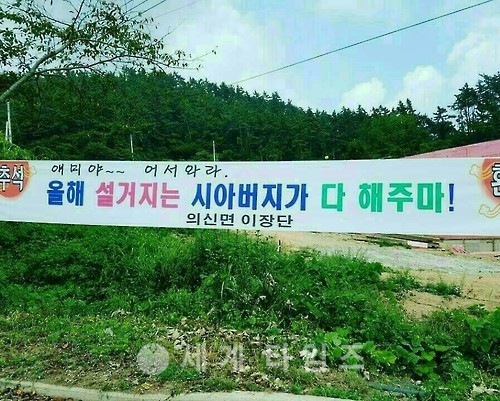 추석
애미야~~ 어서와라.
올해 설거지는 시아버지가 다 해주마!
의신면 이장단
세계타임즈